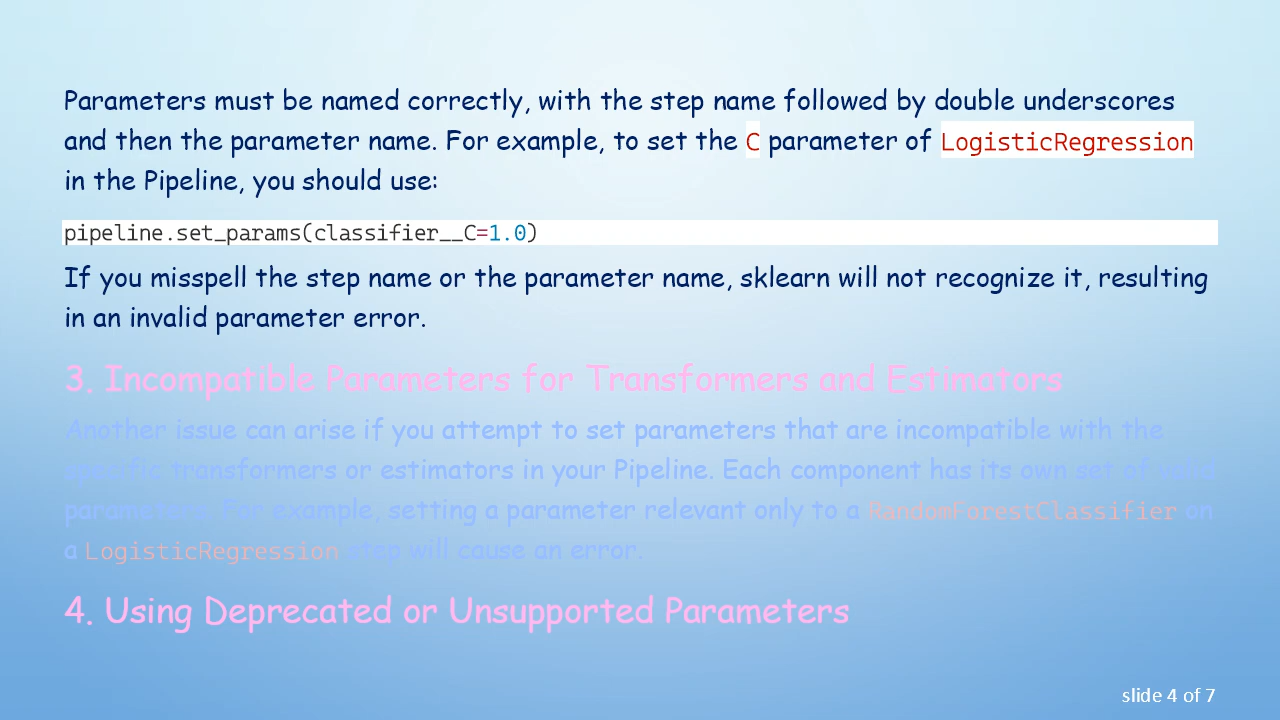 Parameters must be named correctly, with the step name followed by double underscores
and then the parameter name. For example, to set the C parameter of LogisticRegression
in the Pipeline, you should use:
pipeline.set_params(classifier__C=1.0)
If you misspell the step name or the parameter name, sklearn will not recognize it, resulting
in an invalid parameter error.
3. Incompatible Parameters for Transformers and Estimators
Another issue can arise if you attempt to set parameters that are incompatible with the
specific transformers or estimators in your Pipeline. Each component has its own set of valid
parameters. For example, setting a parameter relevant only to a RandomForestClassifier on
a LogisticRegression step will cause an error.
4. Using Deprecated or Unsupported Parameters
slide 4 of 7